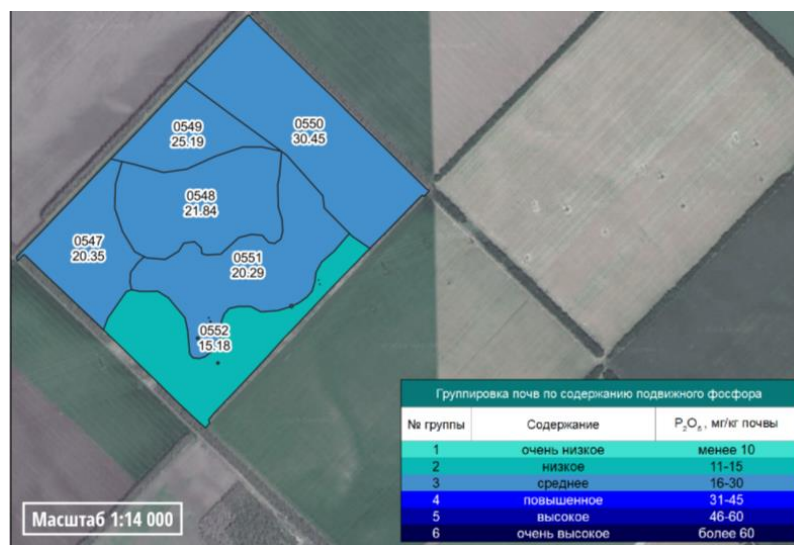 0549
25.19
0550
30.45
0548
21.84
0547
20.35
0551
20.29
0552
15.18
Группировка почв по содержанию подвижного фосфора
№ группы Содержание P₂O₅, мг/кг почвы
1 очень низкое менее 10
2 низкое 11-15
3 среднее 16-30
4 повышенное 31-45
5 высокое 46-60
6 очень высокое более 60
Масштаб 1:14 000